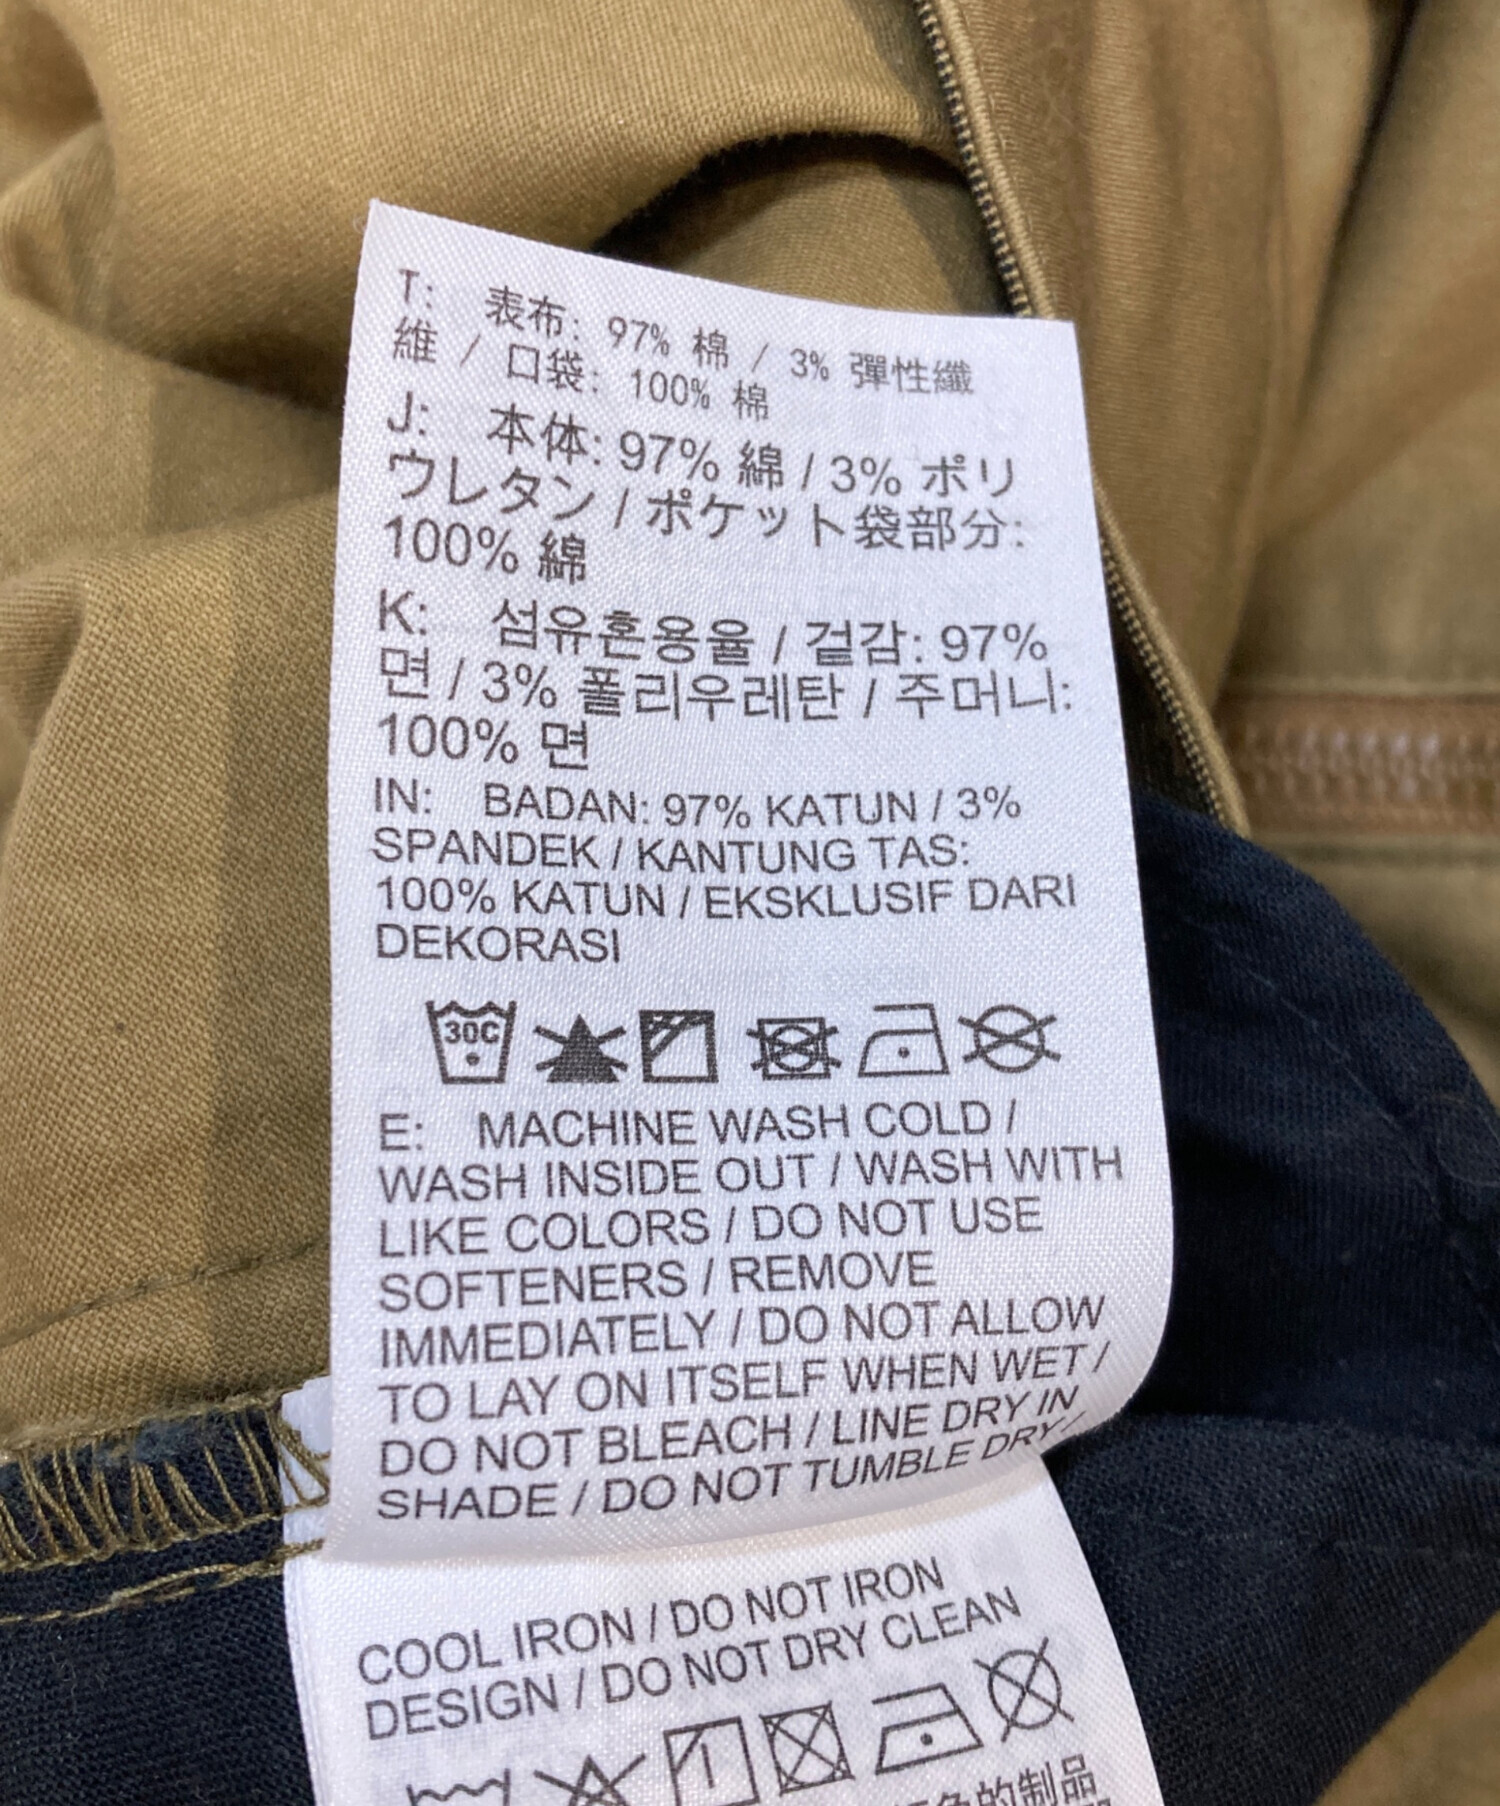 T: 表布: 97% 棉 / 3% 彈性纖
維 / 口袋: 100% 棉
J: 本体: 97% 綿 / 3% ポリ
ウレタン / ポケット袋部分:
100% 綿
K: 섬유혼용율 / 겉감: 97%
면 / 3% 폴리우레탄 / 주머니:
100% 면
IN: BADAN: 97% KATUN / 3%
SPANDEK / KANTUNG TAS:
100% KATUN / EKSKLUSIF DARI
DEKORASI
30C
E: MACHINE WASH COLD /
WASH INSIDE OUT / WASH WITH
LIKE COLORS / DO NOT USE
SOFTENERS / REMOVE
IMMEDIATELY / DO NOT ALLOW
TO LAY ON ITSELF WHEN WET /
DO NOT BLEACH / LINE DRY IN
SHADE / DO NOT TUMBLE DRY /
COOL IRON / DO NOT IRON
DESIGN / DO NOT DRY CLEAN
色的制品